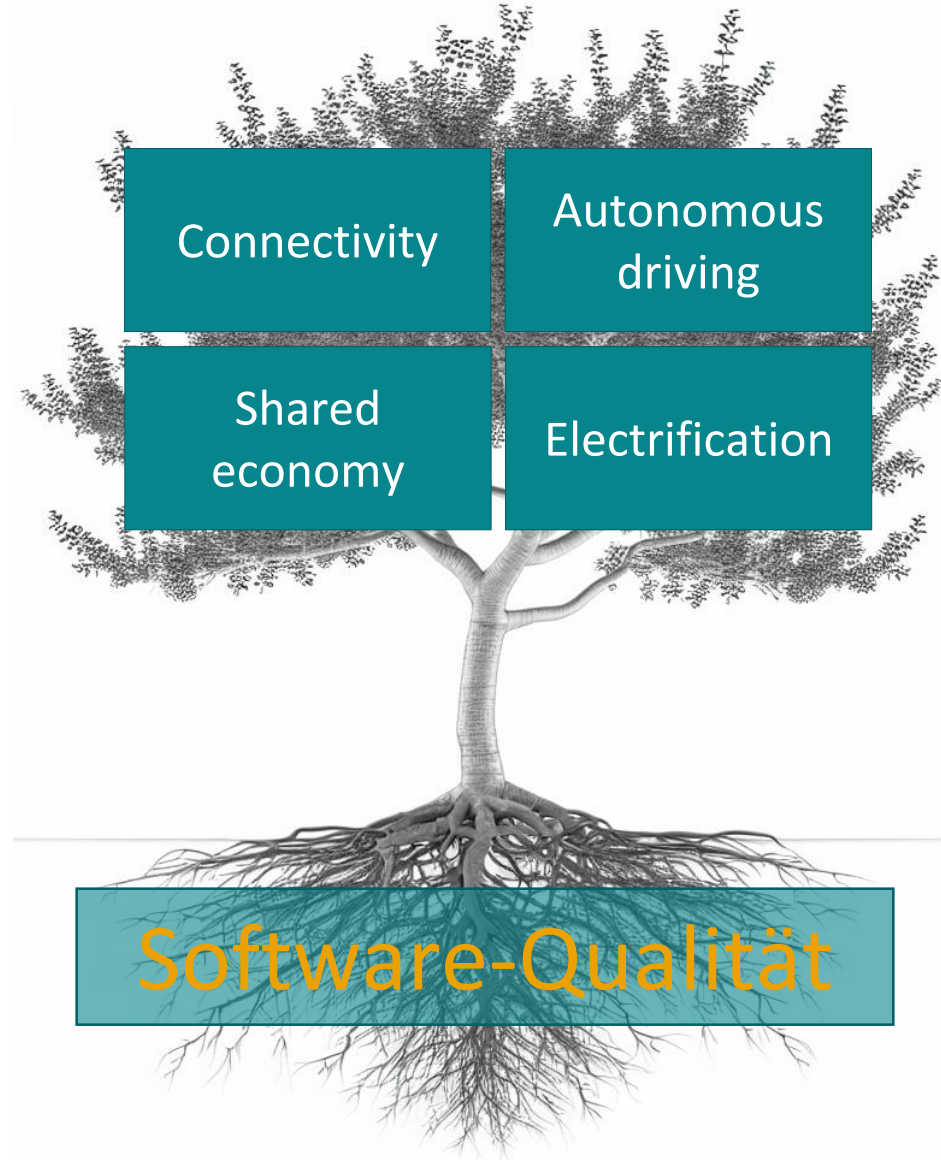 Connectivity
Autonomous
driving
Shared
economy
Electrification
Software-Qualität